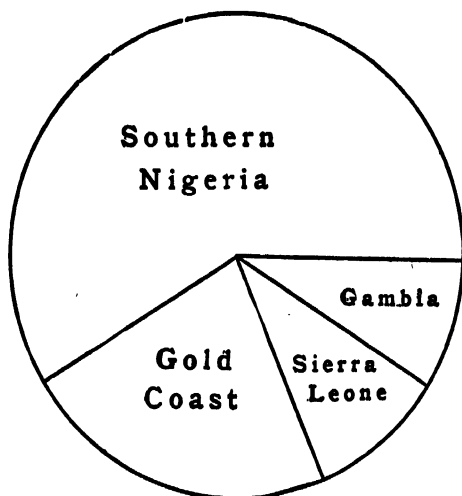 Southern
Nigeria
Gambia
Gold
Coast
Sierra
Leone